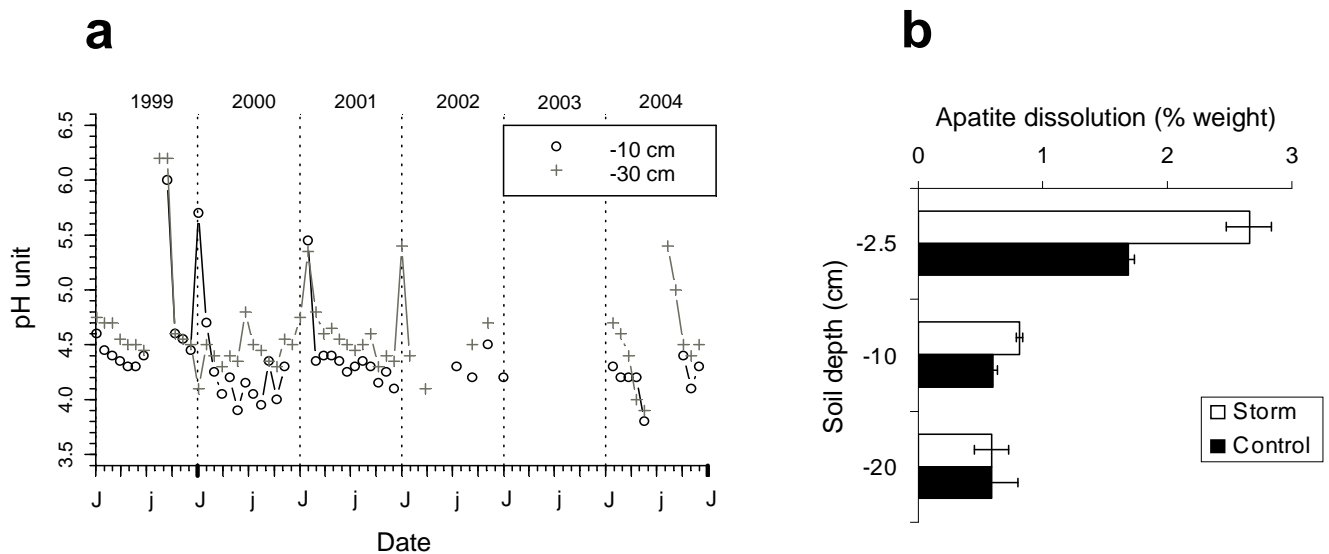 a
1999 2000 2001 2002 2003 2004
6.5
6.0
5.5
5.0
4.5
4.0
3.5
pH unit
-10 cm
-30 cm
J j J j J j J j J j J
Date
b
Apatite dissolution (% weight)
0 1 2 3
-2.5
-10
-20
Soil depth (cm)
Storm
Control